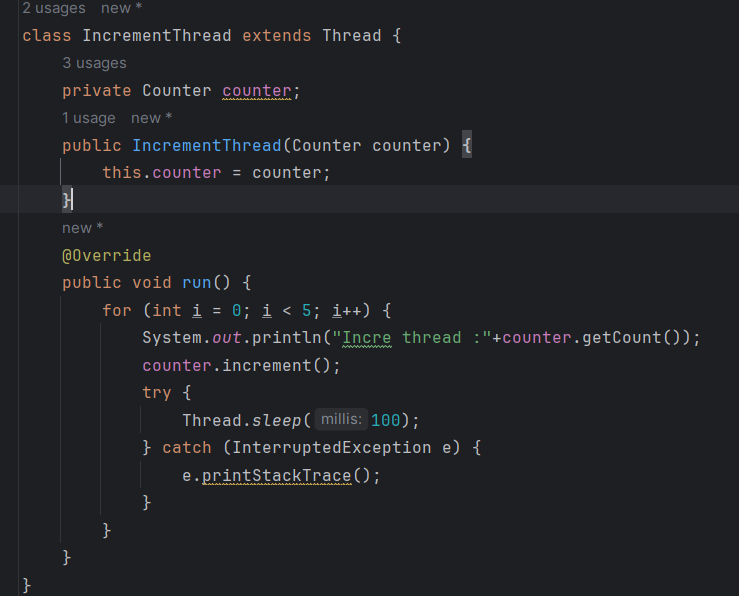 2 usages   new *
class IncrementThread extends Thread {
3 usages
private Counter counter;
1 usage   new *
public IncrementThread(Counter counter) {
this.counter = counter;
}
new *
@Override
public void run() {
for (int i = 0; i < 5; i++) {
System.out.println("Incre thread :"+counter.getCount());
counter.increment();
try {
Thread.sleep( millis: 100);
} catch (InterruptedException e) {
e.printStackTrace();
}
}
}
}